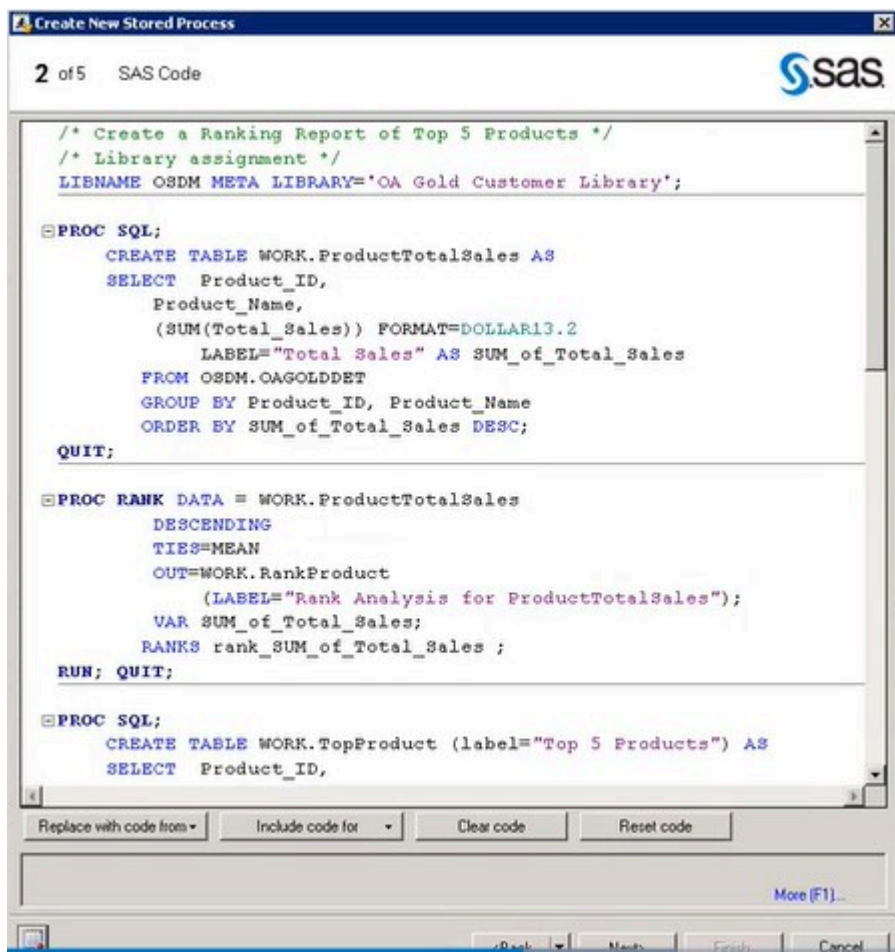 Create New Stored Process
2 of 5 SAS Code
sas
/* Create a Ranking Report of Top 5 Products */
/* Library assignment */
LIBNAME OSDM META LIBRARY="OA Gold Customer Library";
PROC SQL;
CREATE TABLE WORK.ProductTotalSales AS
SELECT Product_ID,
Product_Name,
(SUM(Total_Sales)) FORMAT=DOLLAR13.2
LABEL="Total Sales" AS SUM_of_Total_Sales
FROM OSDM.OAGOLDDET
GROUP BY Product_ID, Product_Name
ORDER BY SUM_of_Total_Sales DESC;
QUIT;
PROC RANK DATA = WORK.ProductTotalSales
DESCENDING
TIES=MEAN
OUT=WORK.RankProduct
(LABEL="Rank Analysis for ProductTotalSales");
VAR SUM_of_Total_Sales;
RANKS rank_SUM_of_Total_Sales ;
RUN; QUIT;
PROC SQL;
CREATE TABLE WORK.TopProduct (label="Top 5 Products") AS
SELECT Product_ID,
Replace with code from Include code for Clear code Reset code
More (F1)...
<Back Next> Finish Cancel